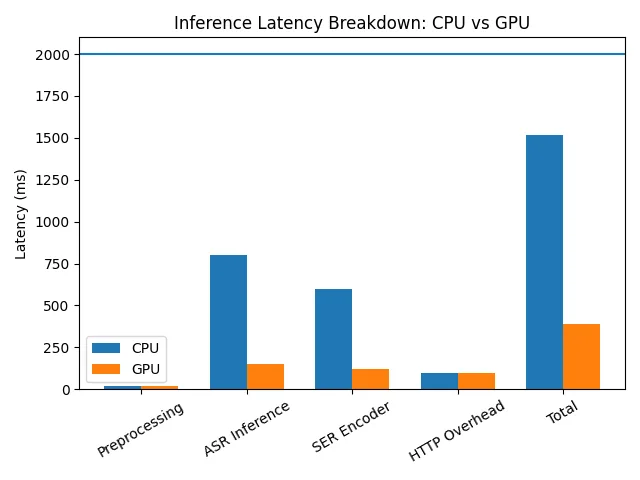 Inference Latency Breakdown: CPU vs GPU
Latency (ms)
2000
1750
1500
1250
1000
750
500
250
0
CPU
GPU
Preprocessing
ASR Inference
SER Encoder
HTTP Overhead
Total